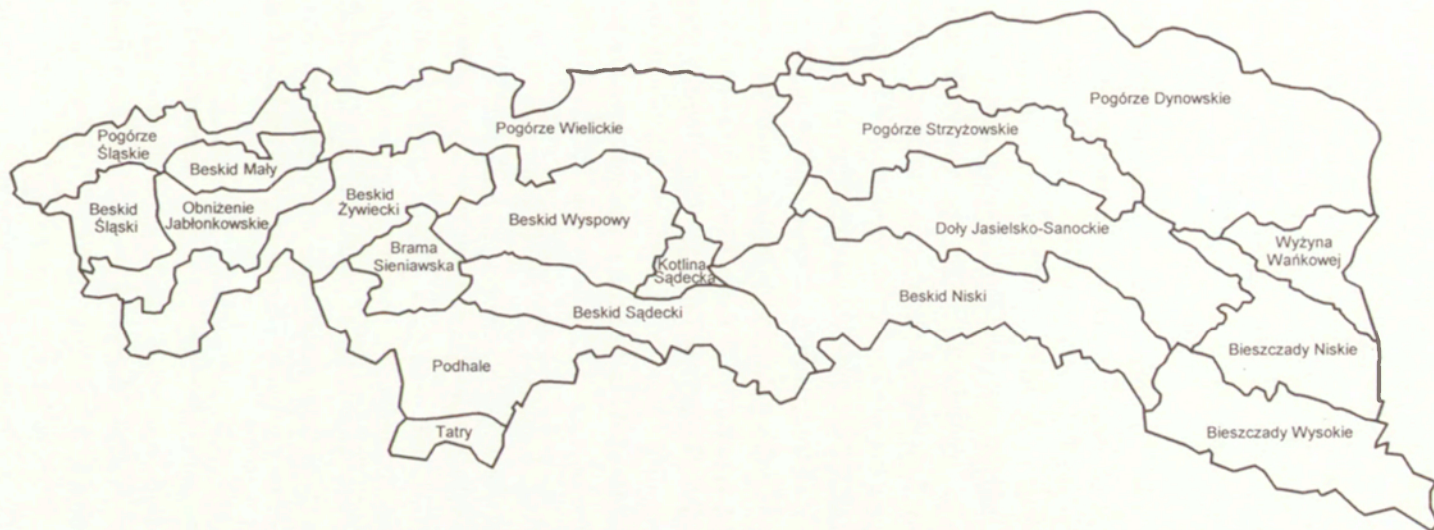 Pogórze Dynowskie
Pogórze Wielickie
Pogórze Strzyżowskie
Pogórze
Śląskie
Beskid Mały
Beskid
Śląski
Obniżenie
Jabłonkowskie
Beskid
Żywiecki
Beskid Wyspowy
Doły Jasielsko-Sanockie
Wyżyna
Wańkowej
Brama
Sieniawska
Kotlina
Sądecka
Beskid Niski
Beskid Sądecki
Bieszczady Niskie
Podhale
Tatry
Bieszczady Wysokie